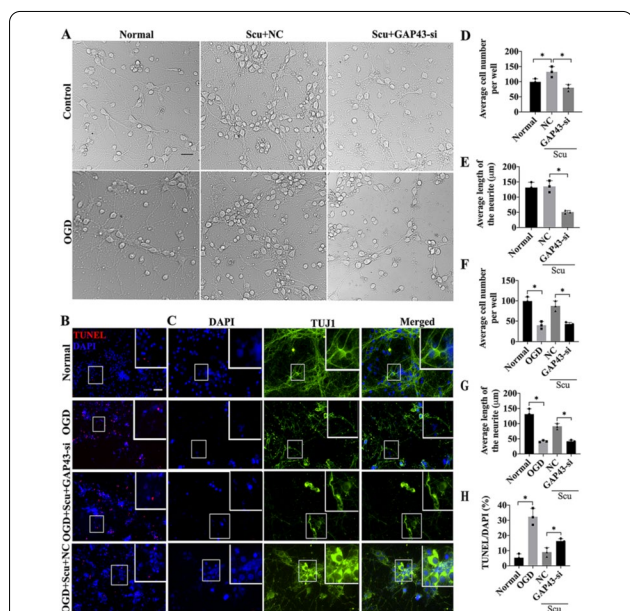 A Normal Scu+NC Scu+GAP43-si
Control
OGD
B C DAPI TUJ1 Merged
TUNEL
DAPI
Normal
OGD
OGD+Scu+GAP43-si
OGD+Scu+NC
D
Average cell number
per well
200
150
100
50
0
* *
Normal
NC
GAP43-si
Scu
E
Average length of
the neurite (μm)
200
150
100
50
0
*
Normal
NC
GAP43-si
Scu
F
Average cell number
per well
150
100
50
0
* *
Normal
OGD
NC
GAP43-si
Scu
G
Average length of
the neurite (μm)
200
150
100
50
0
* *
Normal
OGD
NC
GAP43-si
Scu
H
TUNEL/DAPI (%)
50
40
30
20
10
0
* *
Normal
OGD
NC
GAP43-si
Scu